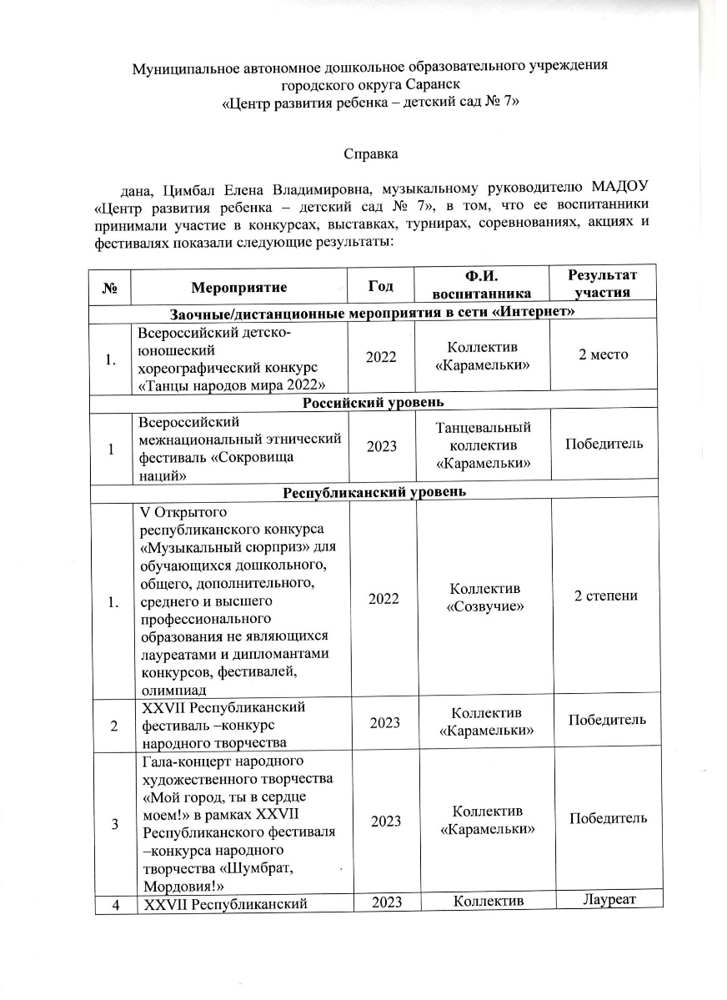 Муниципальное автономное дошкольное образовательного учреждения
городского округа Саранск
«Центр развития ребенка – детский сад № 7»
Справка
дана, Цимбал Елена Владимировна, музыкальному руководителю МАДОУ
«Центр развития ребенка – детский сад № 7», в том, что ее воспитанники
принимали участие в конкурсах, выставках, турнирах, соревнованиях, акциях и
фестивалях показали следующие результаты:
№ Мероприятие Год Ф.И. воспитанника Результат участия
Заочные/дистанционные мероприятия в сети «Интернет»
1.
Всероссийский детско-
юношеский
хореографический конкурс
«Танцы народов мира 2022»
2022
Коллектив
«Карамельки»
2 место
Российский уровень
1
Всероссийский
межнациональный этнический
фестиваль «Сокровища
наций»
2023
Танцевальный
коллектив
«Карамельки»
Победитель
Республиканский уровень
1.
V Открытого
республиканского конкурса
«Музыкальный сюрприз» для
обучающихся дошкольного,
общего, дополнительного,
среднего и высшего
профессионального
образования не являющихся
лауреатами и дипломантами
конкурсов, фестивалей,
олимпиад
2022
Коллектив
«Созвучие»
2 степени
2
XXVII Республиканский
фестиваль –конкурс
народного творчества
2023
Коллектив
«Карамельки»
Победитель
3
Гала-концерт народного
художественного творчества
«Мой город, ты в сердце
моем!» в рамках XXVII
Республиканского фестиваля
–конкурса народного
творчества «Шумбрат,
Мордовия!»
2023
Коллектив
«Карамельки»
Победитель
4
XXVII Республиканский
2023
Коллектив
Лауреат